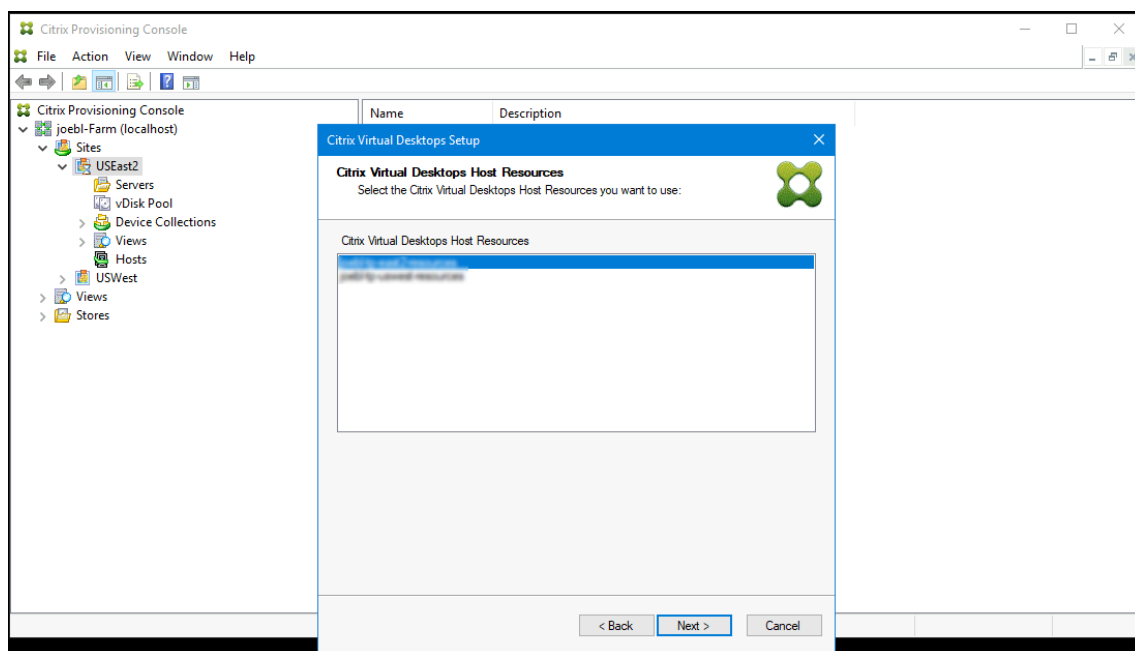 Citrix Provisioning Console
File Action View Window Help
Citrix Provisioning Console
joebl-Farm (localhost)
Sites
USEast2
Servers
vDisk Pool
Device Collections
Views
Hosts
USWest
Views
Stores
Name Description
Citrix Virtual Desktops Setup
Citrix Virtual Desktops Host Resources
Select the Citrix Virtual Desktops Host Resources you want to use:
Citrix Virtual Desktops Host Resources
< Back Next > Cancel